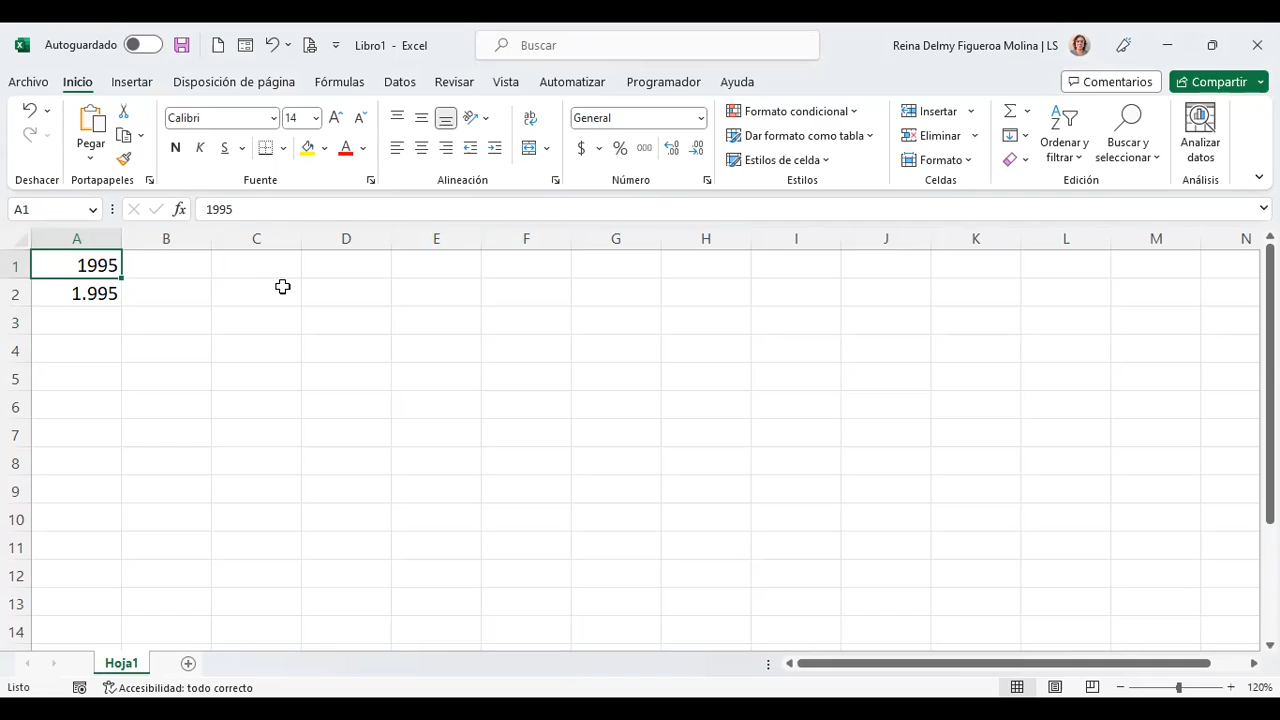 Autoguardado Libro1 - Excel Buscar Reina Delmy Figueroa Molina | LS
Archivo Inicio Insertar Disposición de página Fórmulas Datos Revisar Vista Automatizar Programador Ayuda Comentarios Compartir
Pegar
Calibri 14
N K S A
General
$ % 000
Formato condicional
Dar formato como tabla
Estilos de celda
Insertar
Eliminar
Formato
Ordenar y
filtrar
Buscar y
seleccionar
Analizar
datos
Deshacer Portapapeles Fuente Alineación Número Estilos Celdas Edición Análisis
A1 fx 1995
A B C D E F G H I J K L M N
1 1995
2 1.995
3
4
5
6
7
8
9
10
11
12
13
14
Hoja1
Listo Accesibilidad: todo correcto 120%